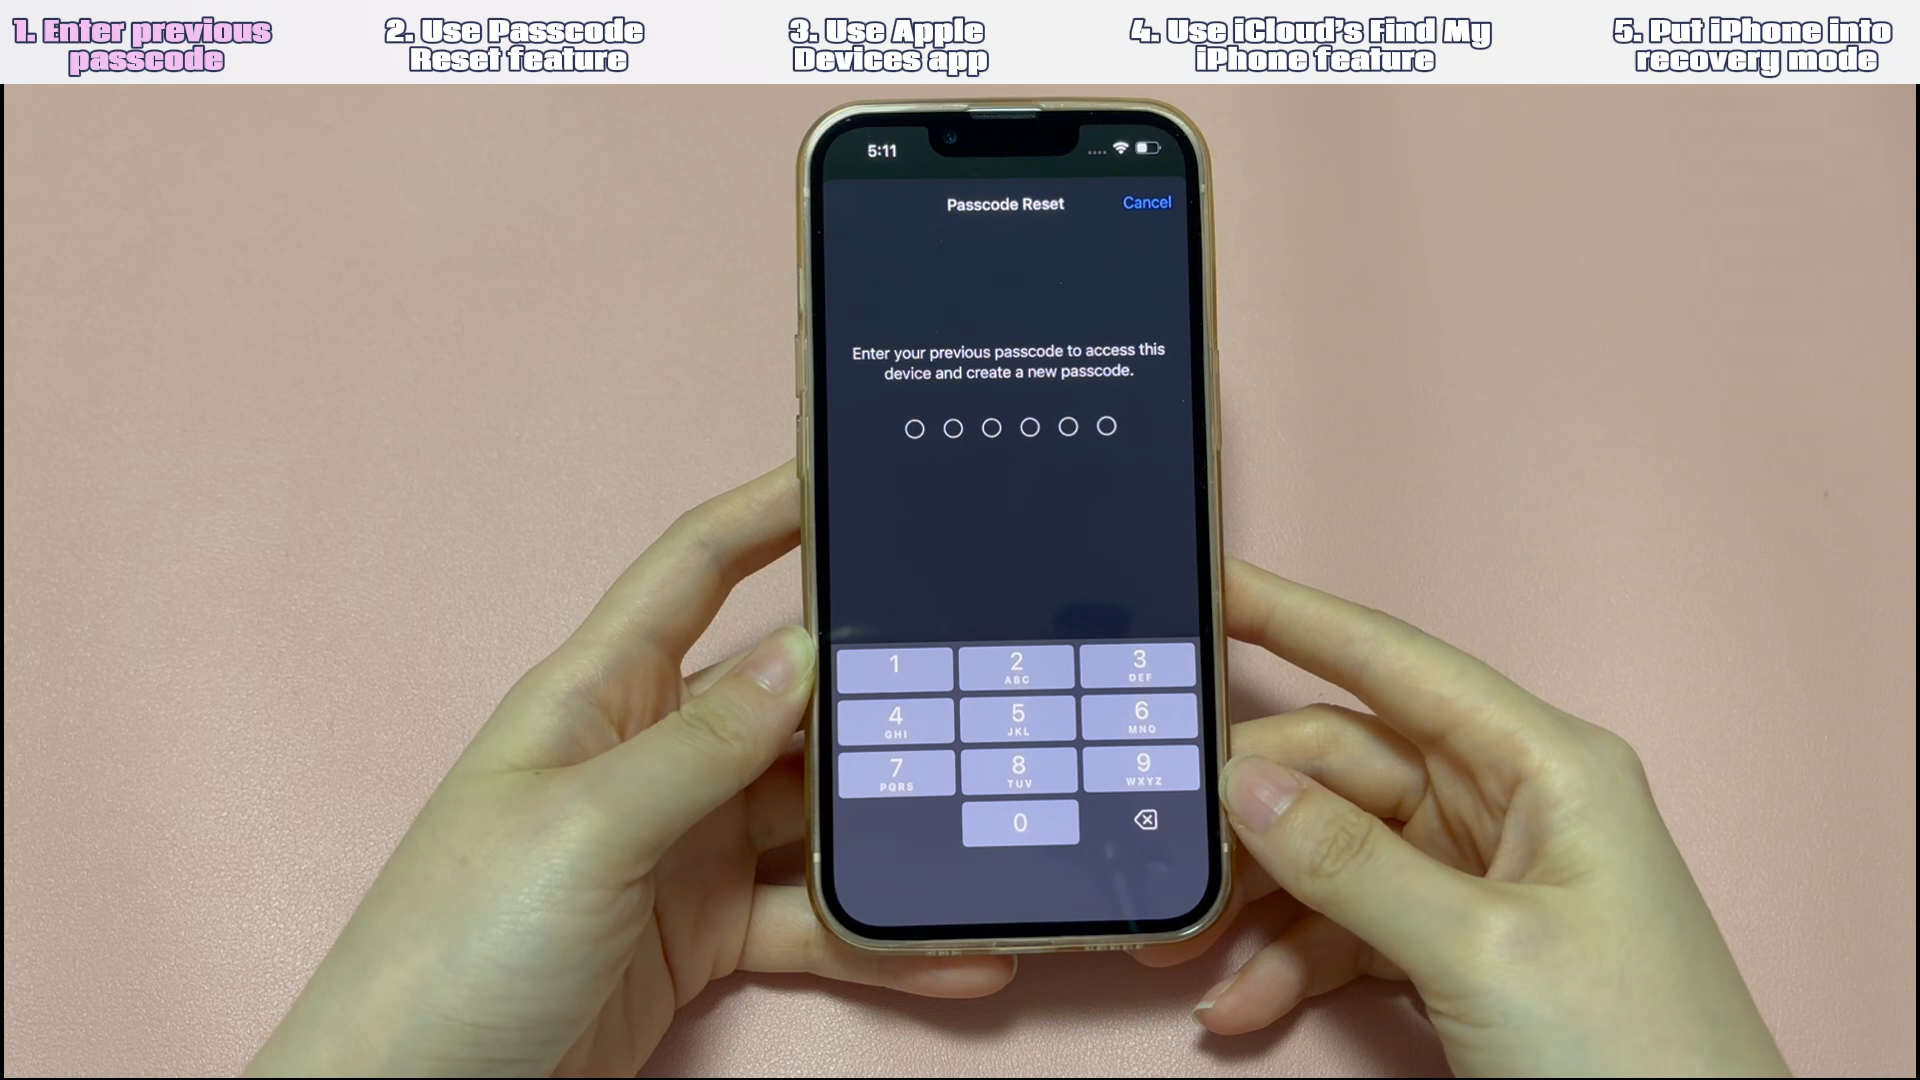 1. Enter previous
passcode
2. Use Passcode
Reset feature
3. Use Apple
Devices app
4. Use iCloud's Find My
iPhone feature
5. Put iPhone into
recovery mode
5:11
Passcode Reset
Cancel
Enter your previous passcode to access this
device and create a new passcode.
1
2
ABC
3
DEF
4
GHI
5
JKL
6
MNO
7
PQRS
8
TUV
9
WXYZ
0